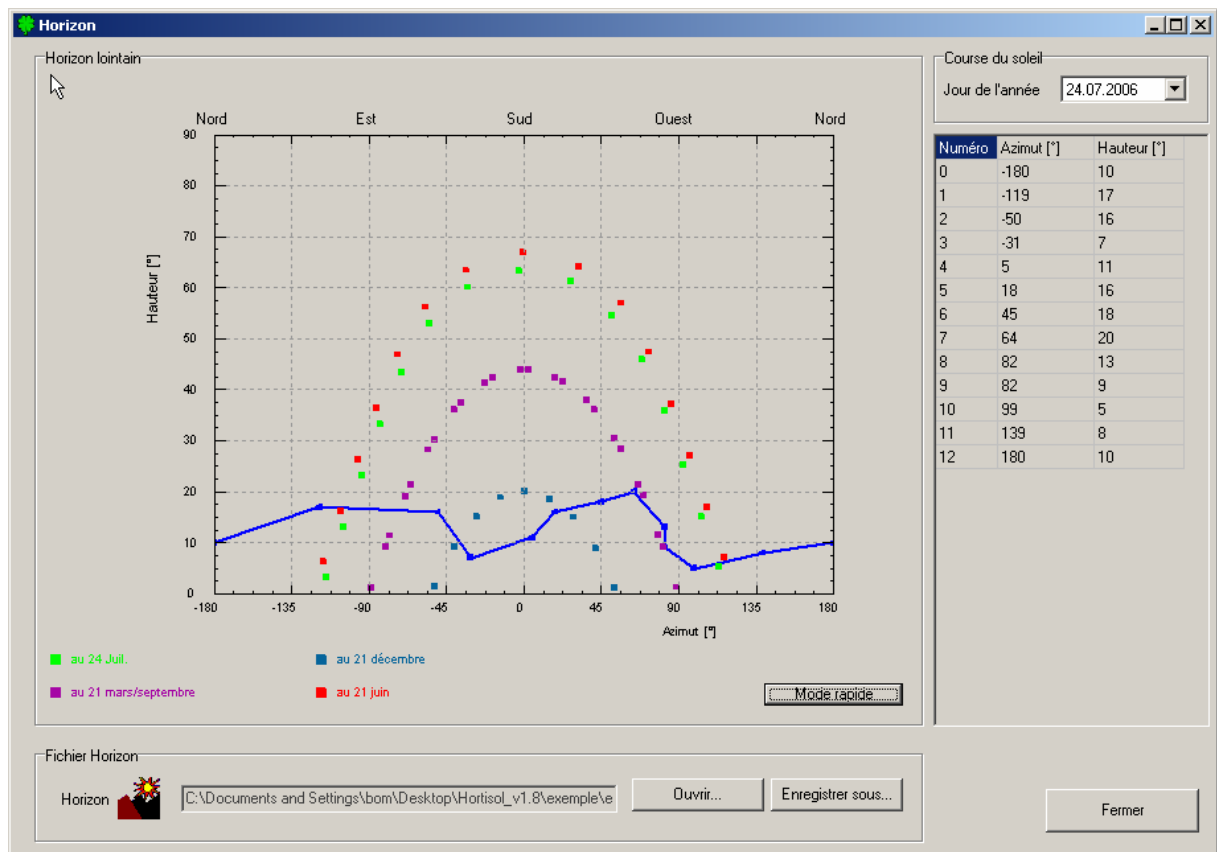 Horizon
Horizon lointain
Nord Est Sud Ouest Nord
90
80
70
60
50
40
30
20
10
0
Hauteur [°]
-180 -135 -90 -45 0 45 90 135 180
Azimut [°]
au 24 Juil.
au 21 décembre
au 21 mars/septembre
au 21 juin
Mode rapide
Course du soleil
Jour de l'année 24.07.2006
Numéro Azimut [°] Hauteur [°]
0 -180 10
1 -119 17
2 -50 16
3 -31 7
4 5 11
5 18 16
6 45 18
7 64 20
8 82 13
9 82 9
10 99 5
11 139 8
12 180 10
Fichier Horizon
Horizon C:\Documents and Settings\bom\Desktop\Hortisol_v1.8\exemple\e Ouvrir... Enregistrer sous...
Fermer